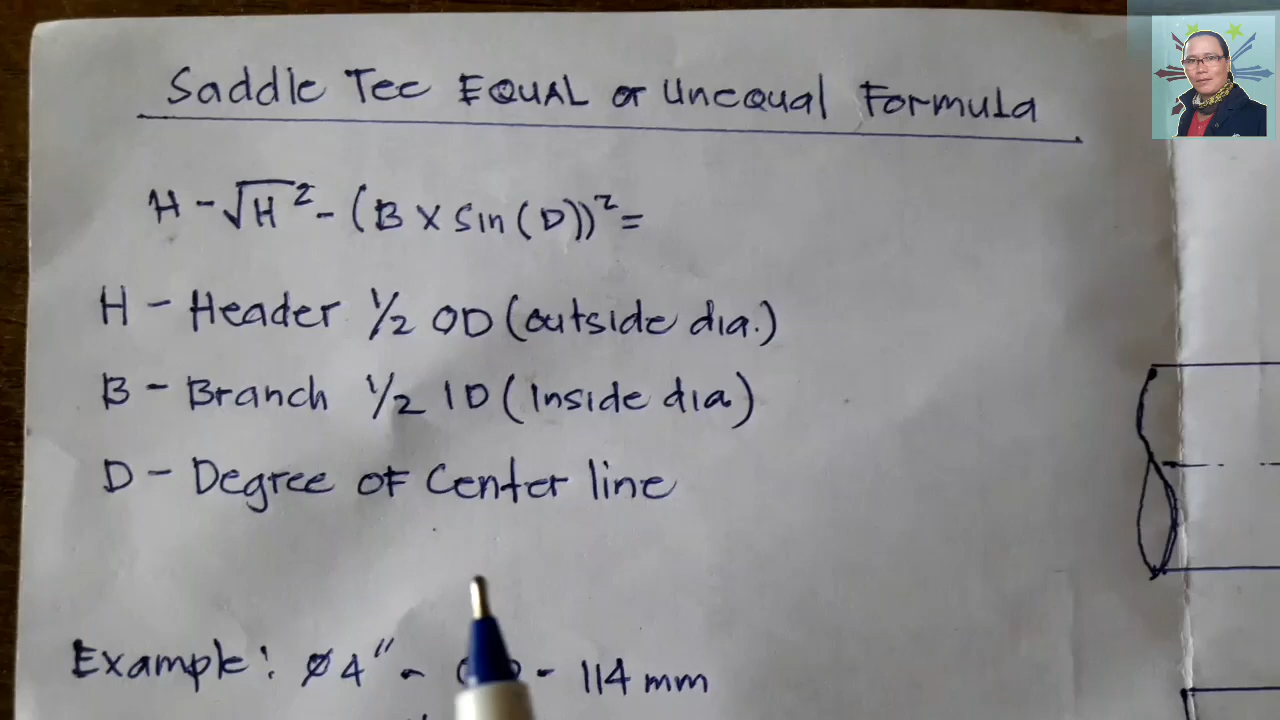 Saddle Tee EQUAL or Unequal Formula
H - √H² - (B X Sin (D))² =
H - Header 1/2 OD (outside dia.)
B - Branch 1/2 ID (Inside dia)
D - Degree of Center line
Example: ø4" - - 114 mm